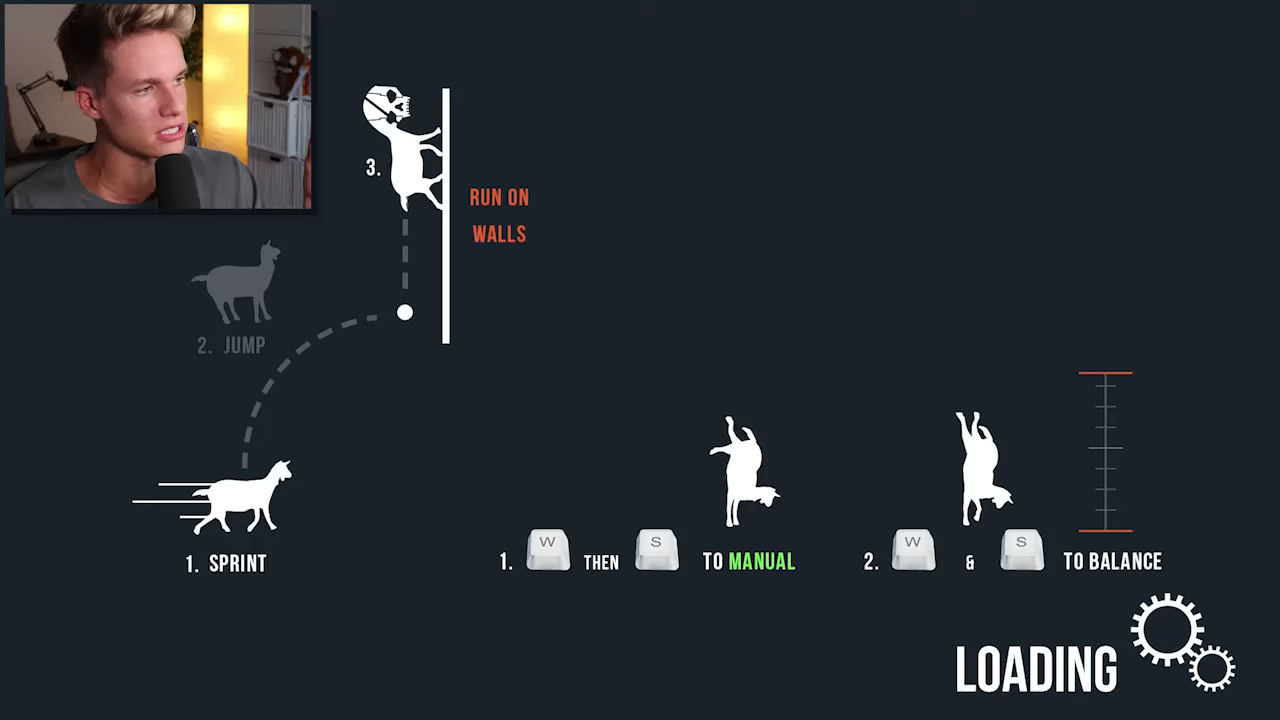 3.
RUN ON
WALLS
2. JUMP
1. SPRINT
1. W THEN S TO MANUAL
2. W & S TO BALANCE
LOADING